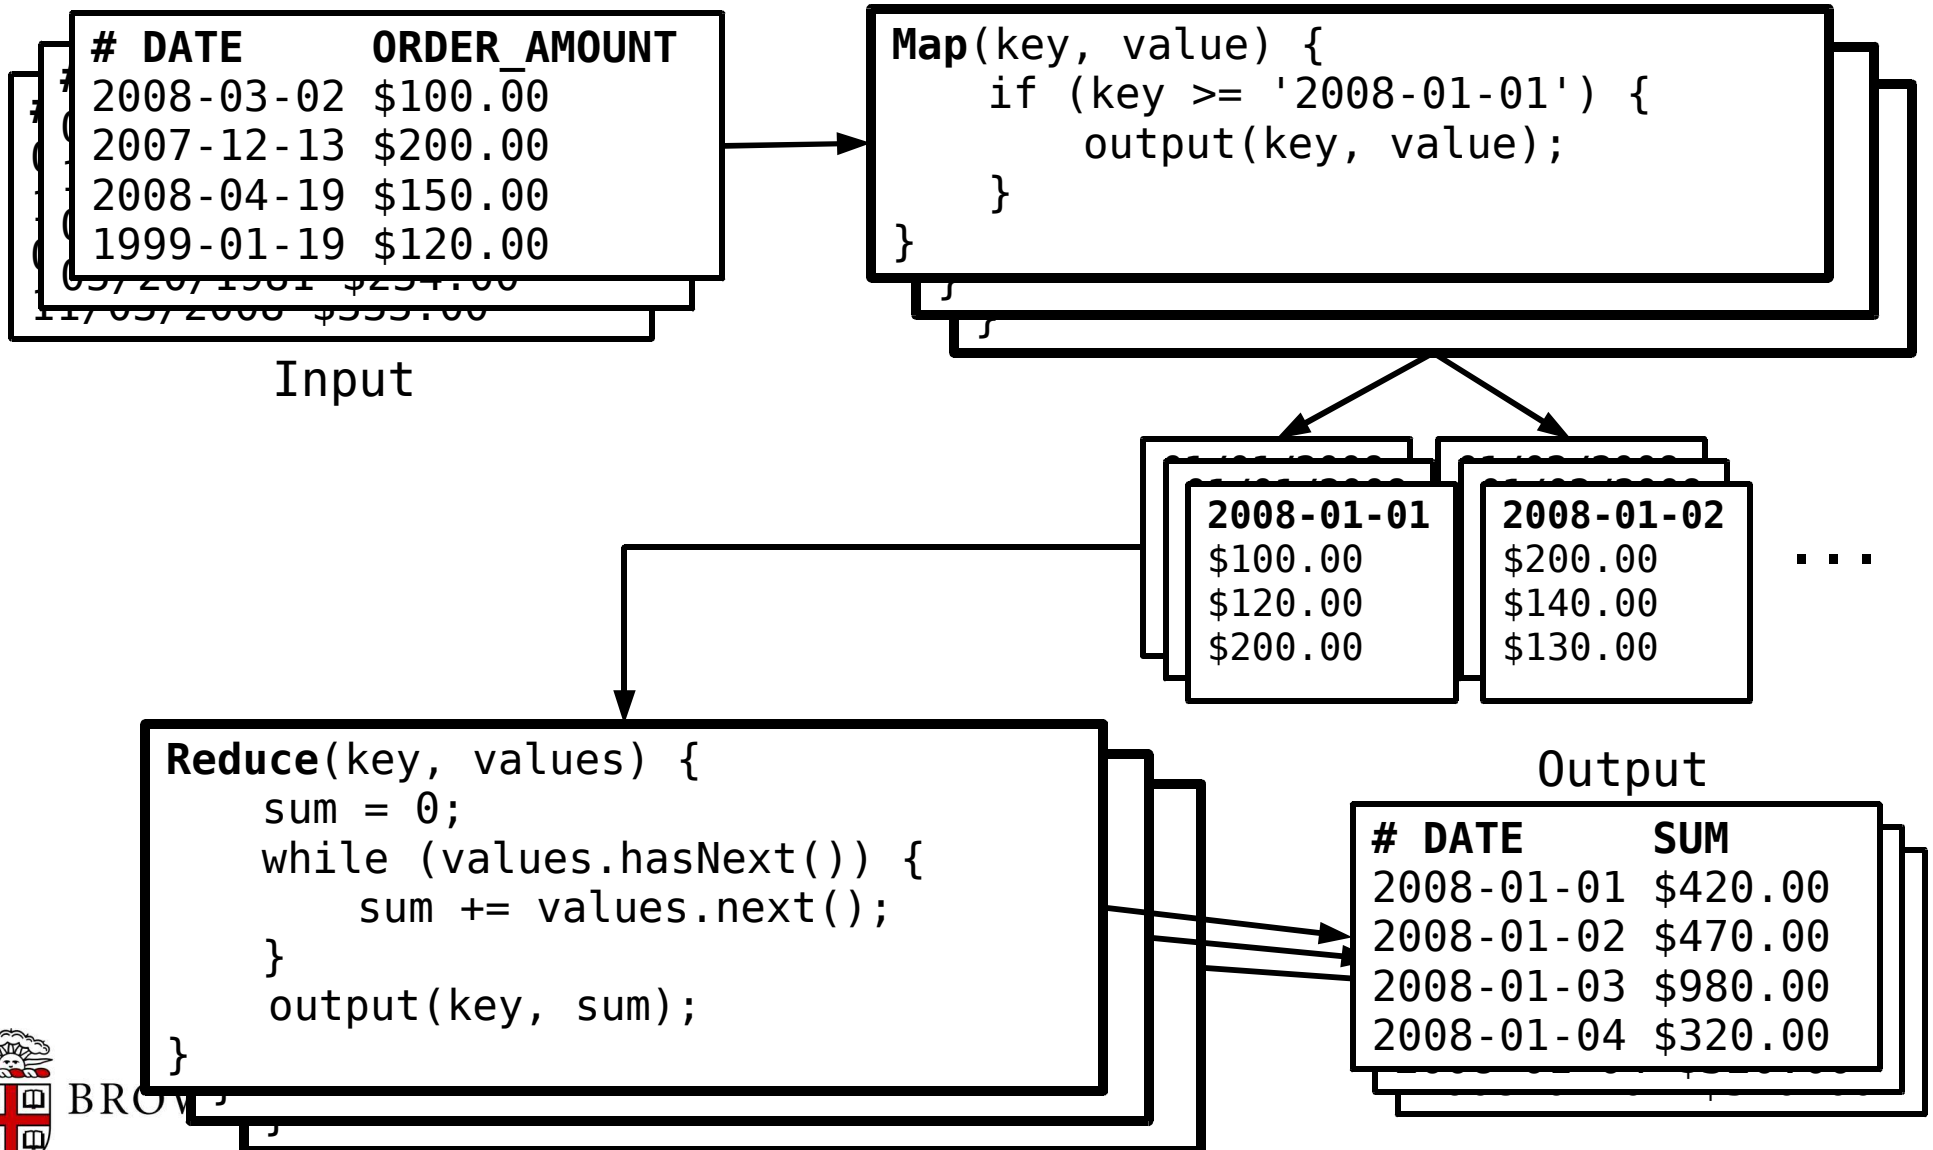 # DATE     ORDER_AMOUNT
2008-03-02 $100.00
2007-12-13 $200.00
2008-04-19 $150.00
1999-01-19 $120.00
Input
Map(key, value) {
    if (key >= '2008-01-01') {
        output(key, value);
    }
}
}
}
2008-01-01
$100.00
$120.00
$200.00
2008-01-02
$200.00
$140.00
$130.00
...
Reduce(key, values) {
    sum = 0;
    while (values.hasNext()) {
        sum += values.next();
    }
    output(key, sum);
}
}
}
Output
# DATE     SUM
2008-01-01 $420.00
2008-01-02 $470.00
2008-01-03 $980.00
2008-01-04 $320.00